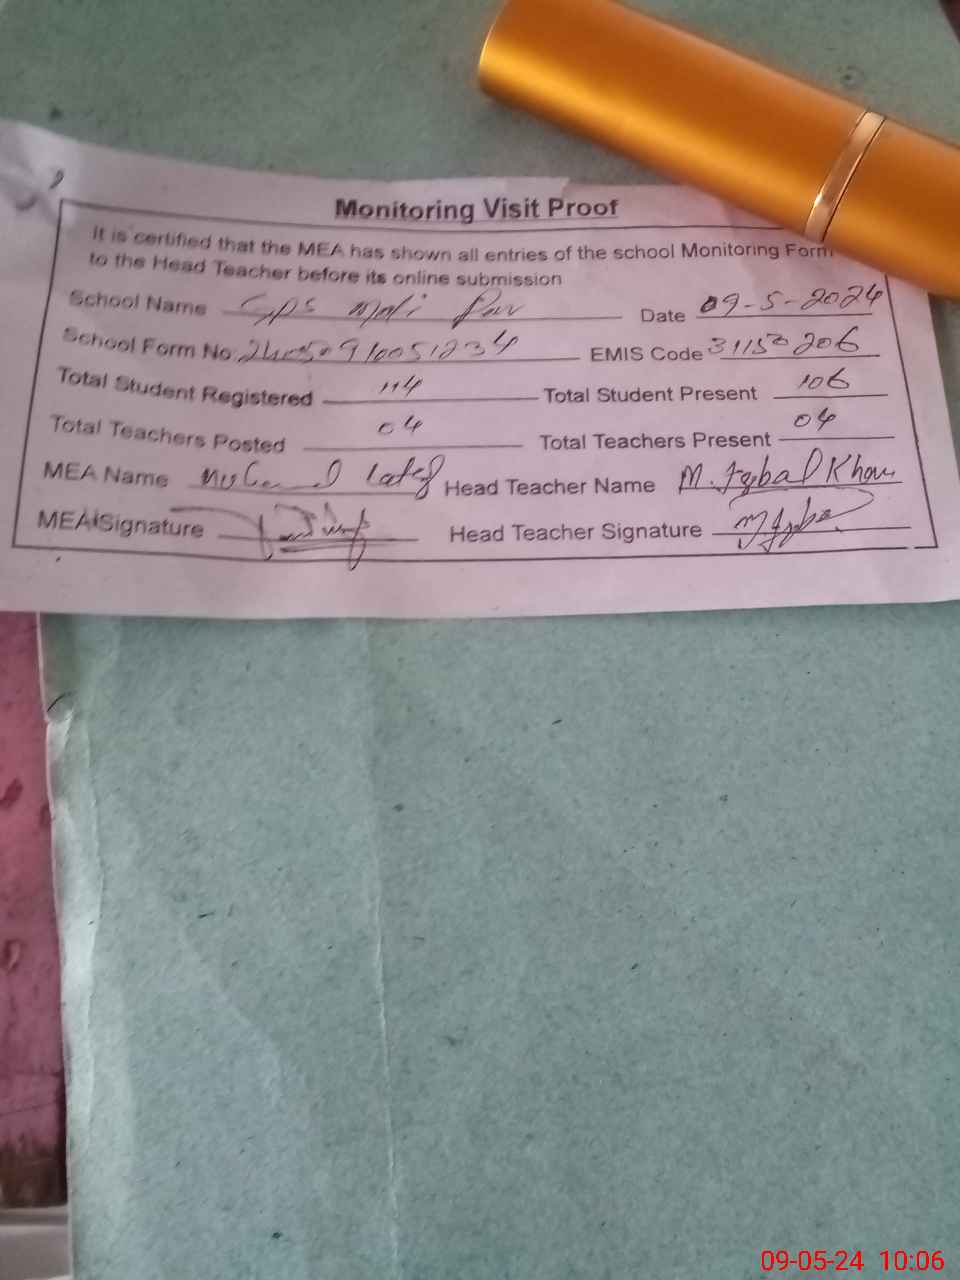 Monitoring Visit Proof
It is certified that the MEA has shown all entries of the school Monitoring Form
to the Head Teacher before its online submission
School Name GPS Date 09-5-2024
School Form No. 24050910051234 EMIS Code 31150206
Total Student Registered 114 Total Student Present 106
Total Teachers Posted 04 Total Teachers Present 04
MEA Name Head Teacher Name M. Iqbal Khan
MEA Signature Head Teacher Signature
09-05-24 10:06